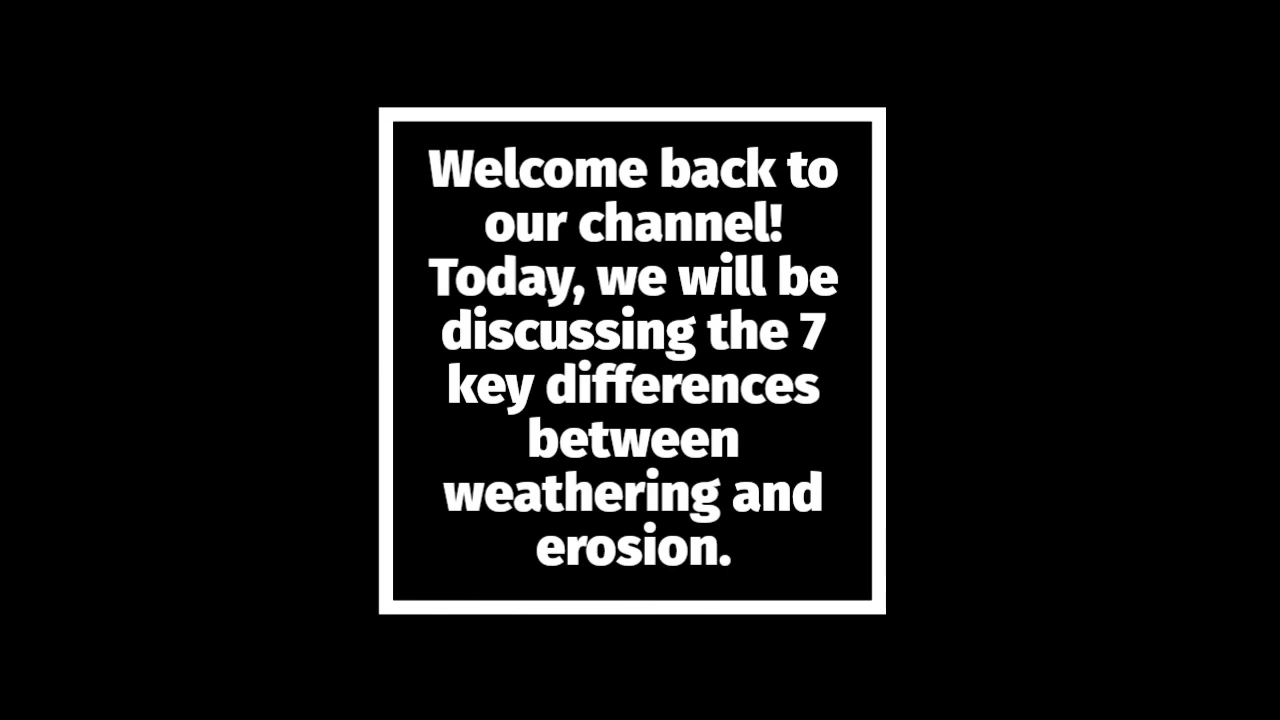 Welcome back to
our channel!
Today, we will be
discussing the 7
key differences
between
weathering and
erosion.